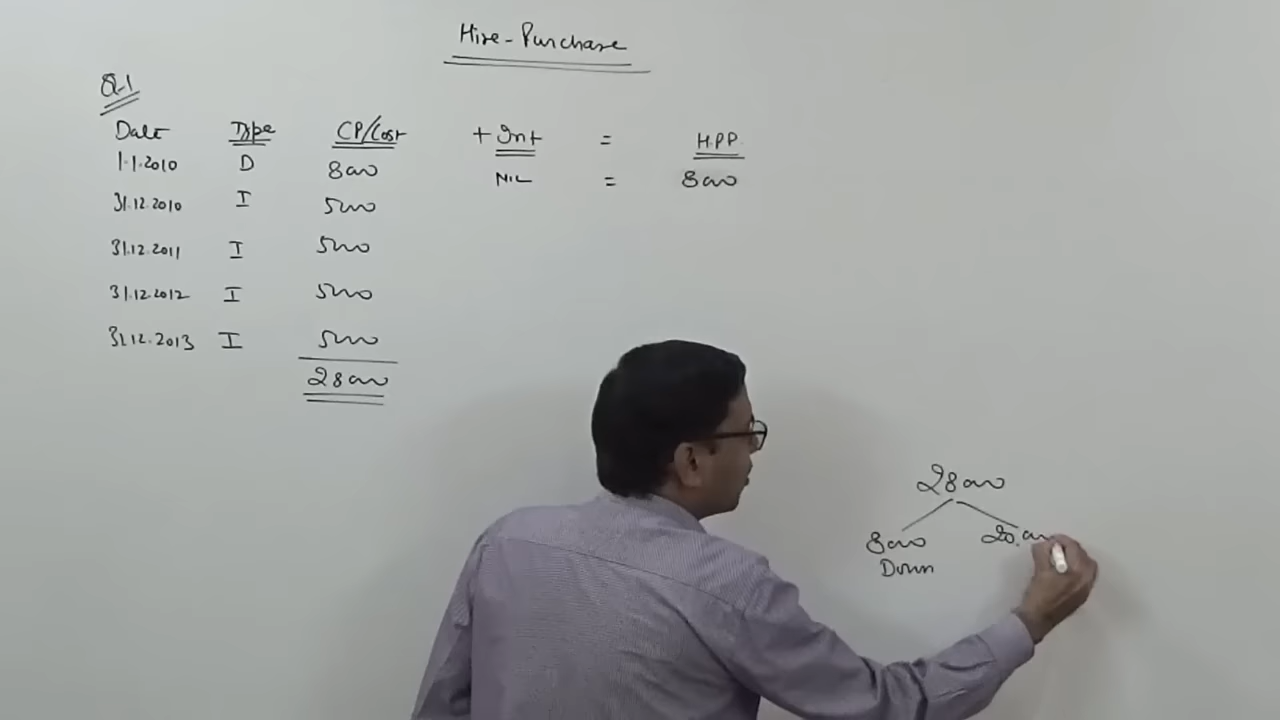 Hire-Purchase
Q.1
Date Type CP/Cost + Int = H.P.P.
1.1.2010 D 8000 NIL = 8000
31.12.2010 I 5000
31.12.2011 I 5000
31.12.2012 I 5000
31.12.2013 I 5000
28000
28000
8000 20,000
Down